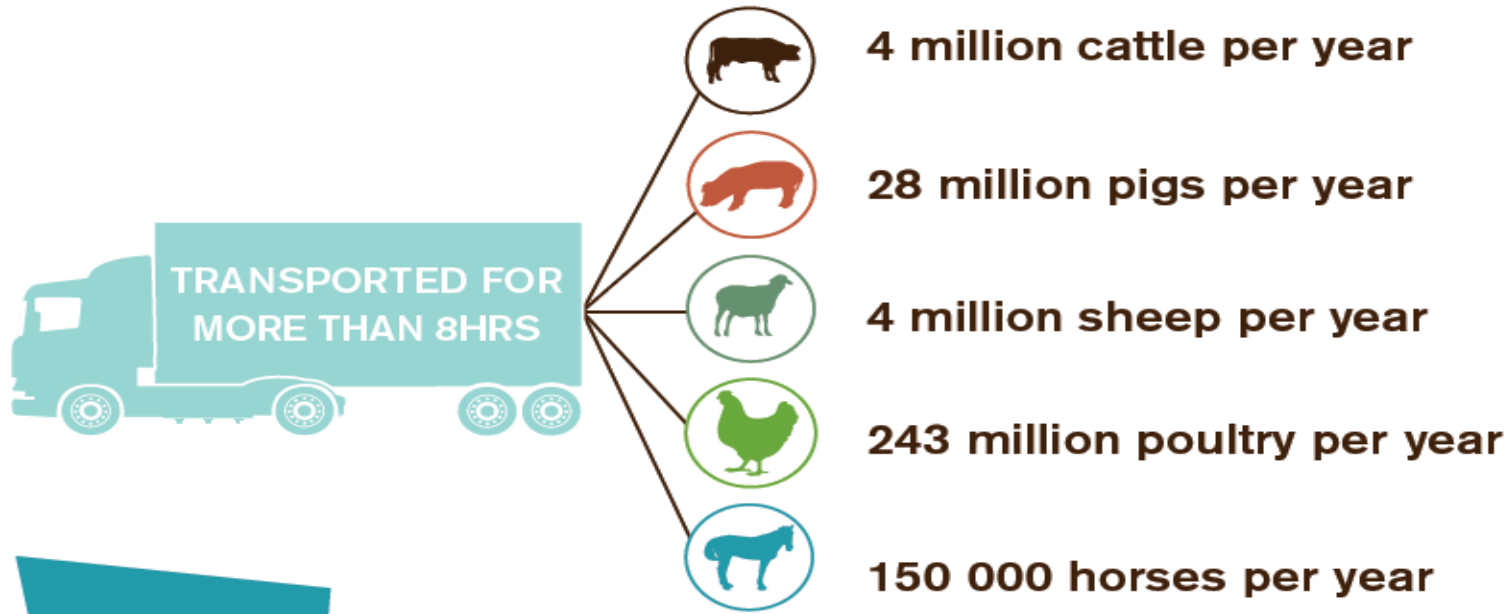 TRANSPORTED FOR
MORE THAN 8HRS
4 million cattle per year
28 million pigs per year
4 million sheep per year
243 million poultry per year
150 000 horses per year